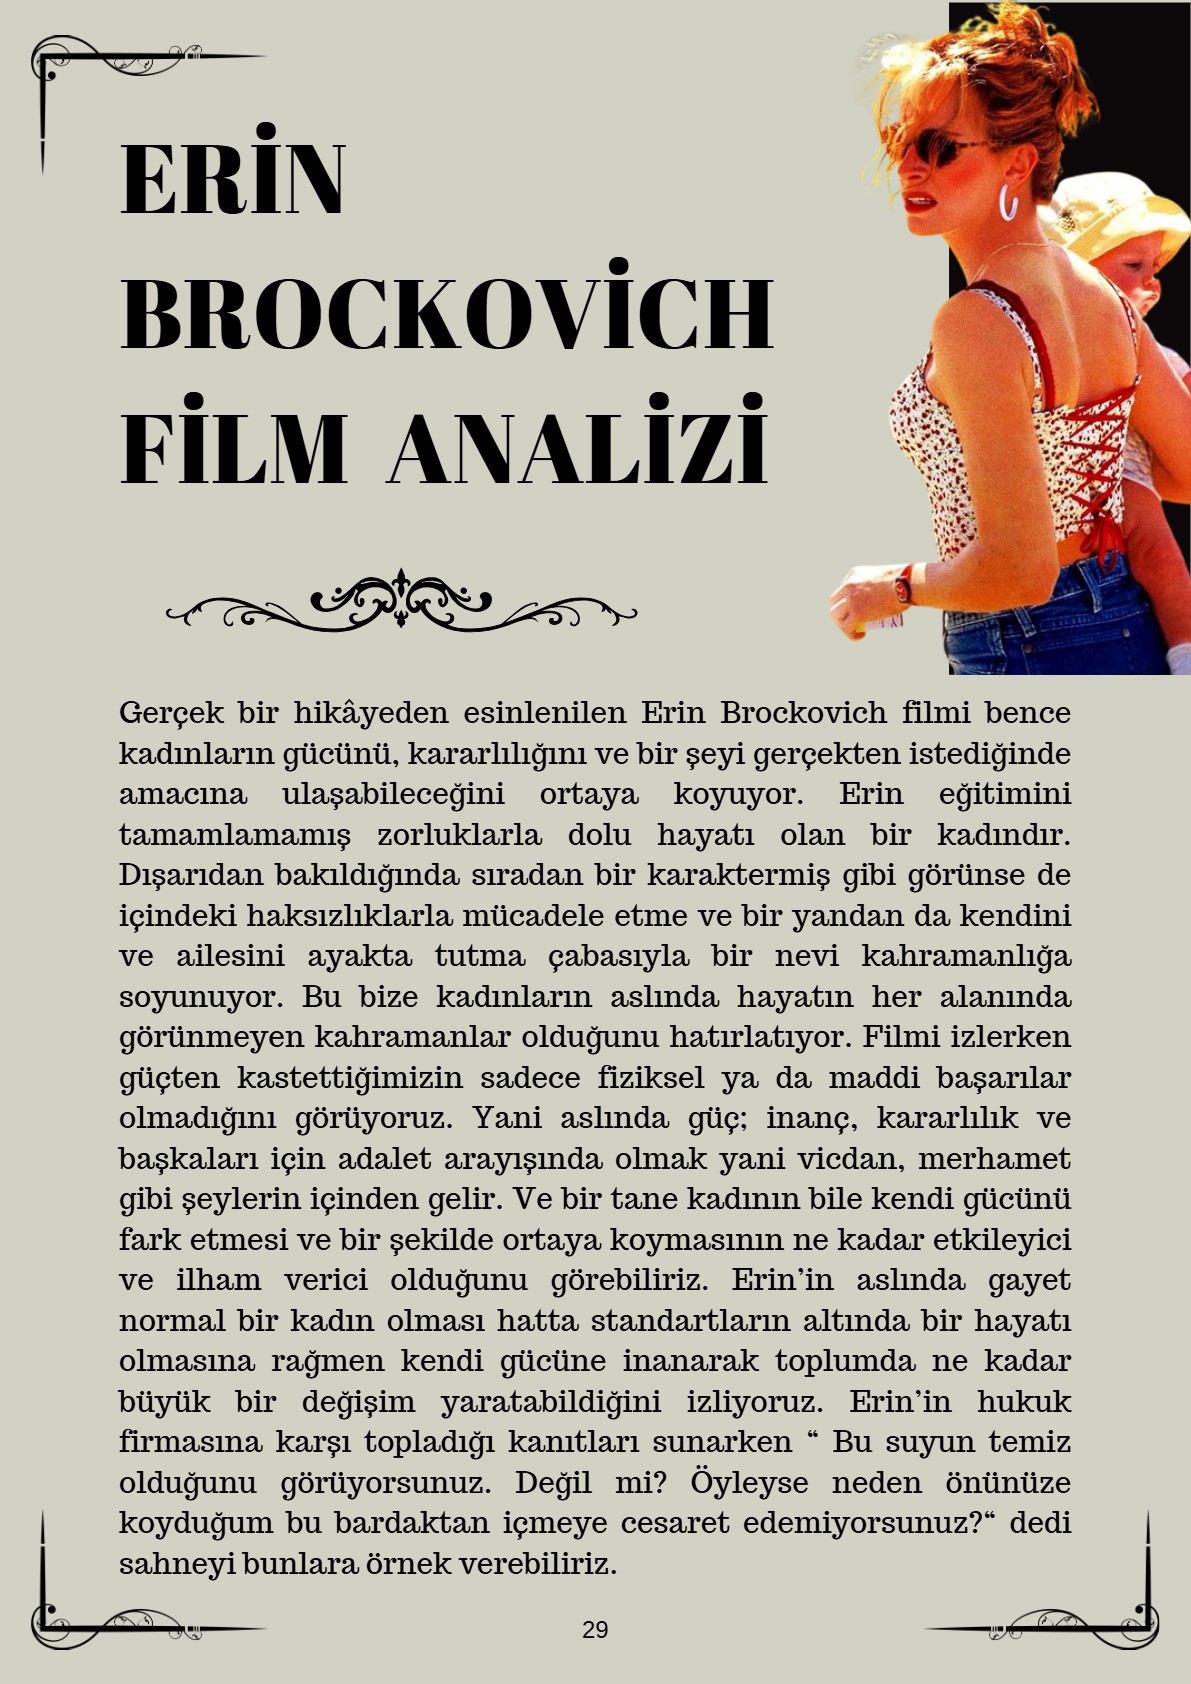 ERİN
BROCKOVİCH
FİLM ANALİZİ
Gerçek bir hikâyeden esinlenilen Erin Brockovich filmi bence
kadınların gücünü, kararlılığını ve bir şeyi gerçekten istediğinde
amacına ulaşabileceğini ortaya koyuyor. Erin eğitimini
tamamlamamış zorluklarla dolu hayatı olan bir kadındır.
Dışarıdan bakıldığında sıradan bir karaktermiş gibi görünse de
içindeki haksızlıklarla mücadele etme ve bir yandan da kendini
ve ailesini ayakta tutma çabasıyla bir nevi kahramanlığa
soyunuyor. Bu bize kadınların aslında hayatın her alanında
görünmeyen kahramanlar olduğunu hatırlatıyor. Filmi izlerken
güçten kastettiğimizin sadece fiziksel ya da maddi başarılar
olmadığını görüyoruz. Yani aslında güç; inanç, kararlılık ve
başkaları için adalet arayışında olmak yani vicdan, merhamet
gibi şeylerin içinden gelir. Ve bir tane kadının bile kendi gücünü
fark etmesi ve bir şekilde ortaya koymasının ne kadar etkileyici
ve ilham verici olduğunu görebiliriz. Erin’in aslında gayet
normal bir kadın olması hatta standartların altında bir hayatı
olmasına rağmen kendi gücüne inanarak toplumda ne kadar
büyük bir değişim yaratabildiğini izliyoruz. Erin’in hukuk
firmasına karşı topladığı kanıtları sunarken “ Bu suyun temiz
olduğunu görüyorsunuz. Değil mi? Öyleyse neden önünüze
koyduğum bu bardaktan içmeye cesaret edemiyorsunuz?“ dedi
sahneyi bunlara örnek verebiliriz.
29